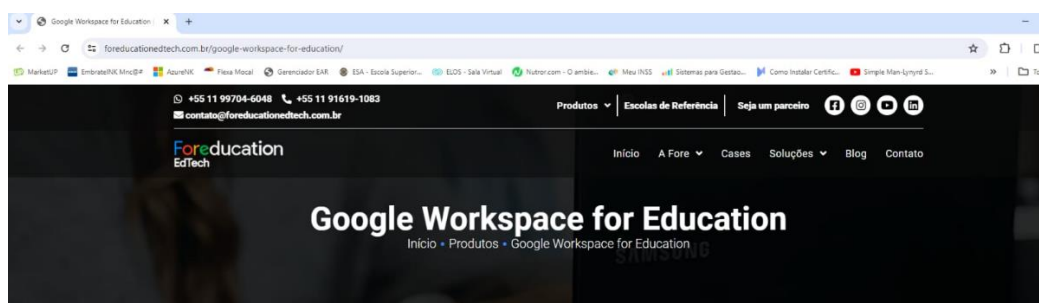 Google Workspace for Education
foreducationedtech.com.br/google-workspace-for-education/
MarketUP EmbratelNK Mnc@# AzureNK Flexa Mocal Gerenciador EAR ESA - Escola Superior... ELOS - Sala Virtual Nutror.com - O ambie... Meu INSS Sistemas para Gestao... Como Instalar Certific... Simple Man-Lynyrd S... »
+55 11 99704-6048 +55 11 91619-1083 Produtos Escolas de Referência Seja um parceiro
contato@foreducationedtech.com.br
Foreducation
EdTech
Início A Fore Cases Soluções Blog Contato
Google Workspace for Education
Início • Produtos • Google Workspace for Education
SAMSUNG